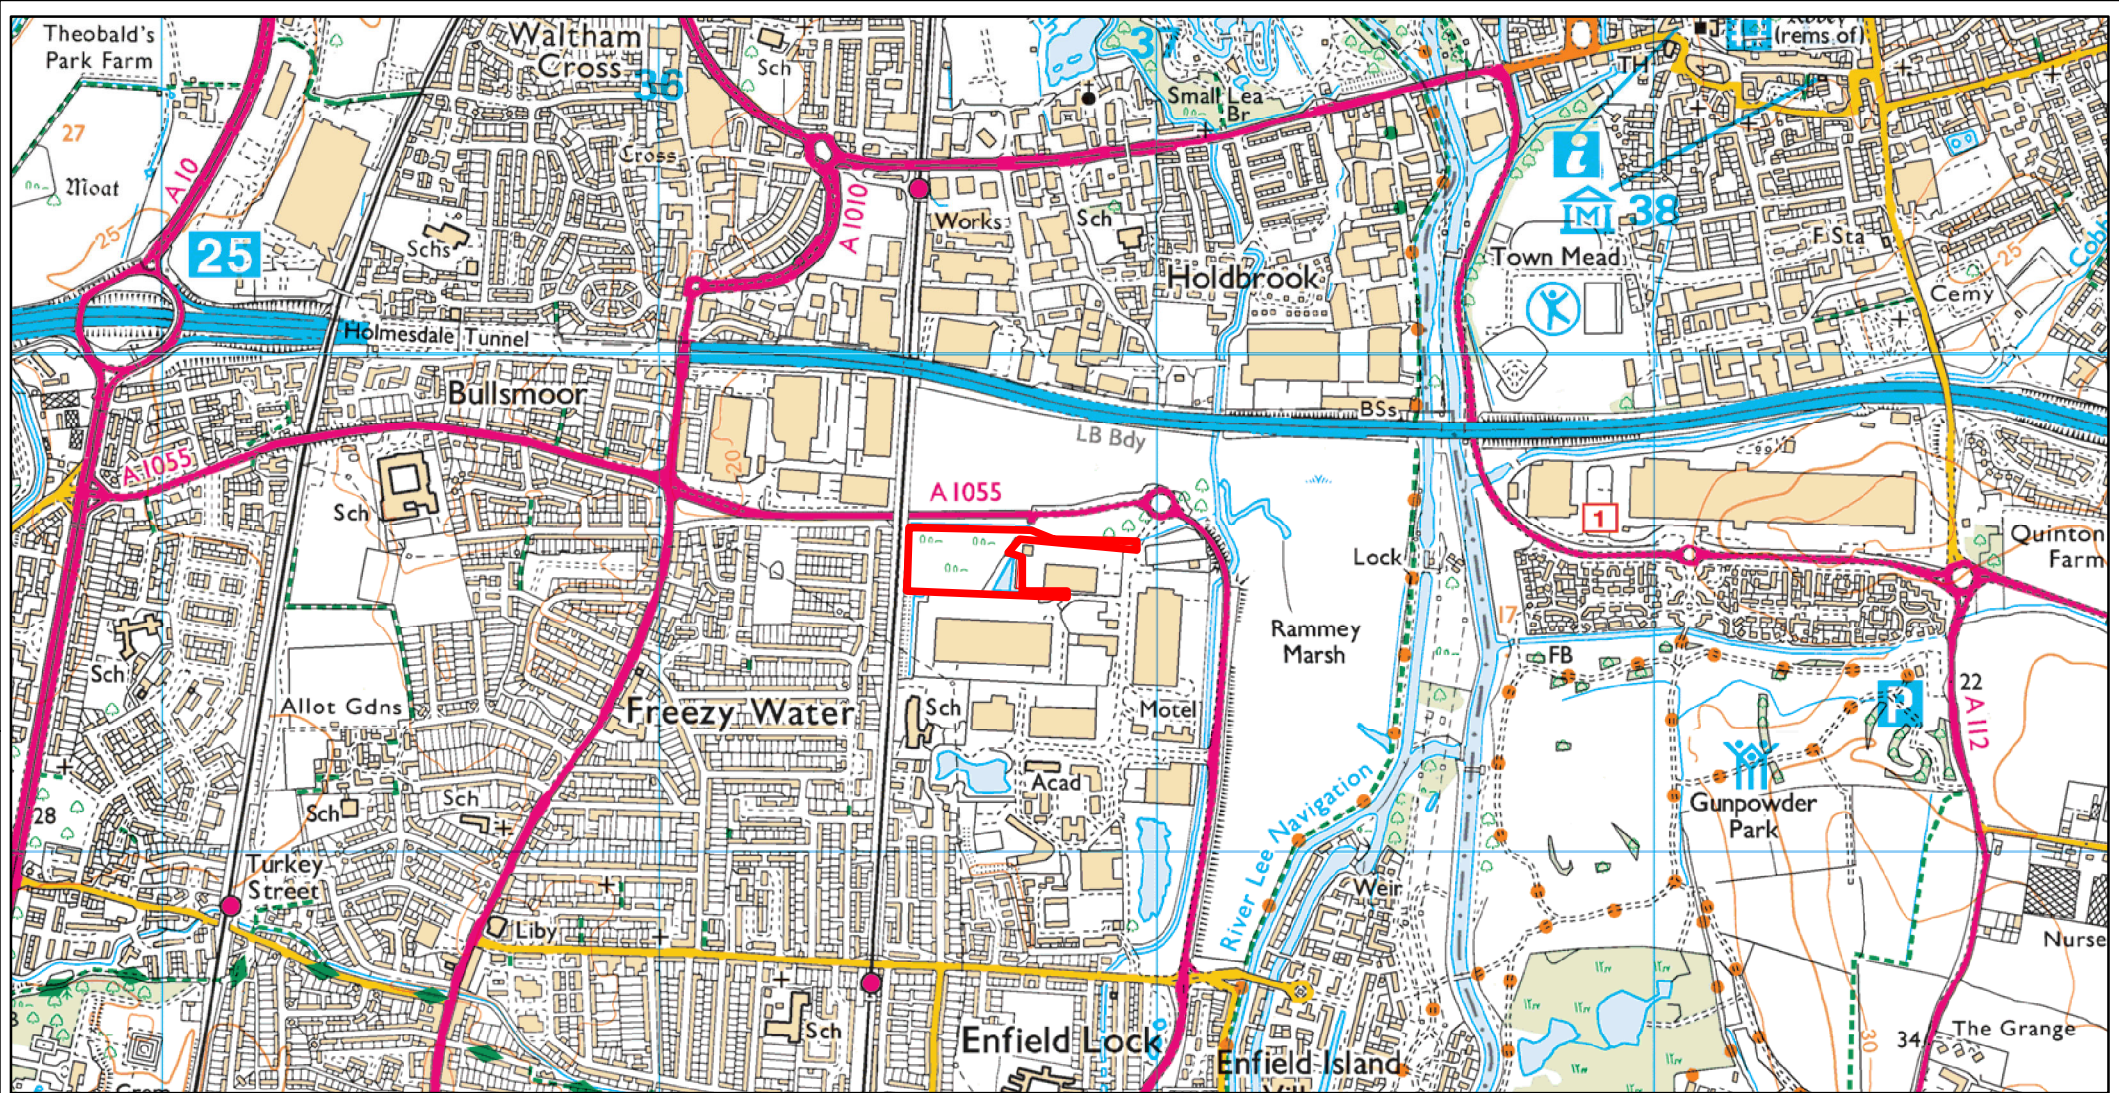 Theobald's
Park Farm
Waltham
Cross
36
Sch
37
Small Lea
Br
TH
(rems of)
27
Moat
A10
Cross
A1010
Works
Sch
i
M
38
25
25
Schs
Holdbrook
Town Mead
F Sta
25
Cemy
Holmesdale Tunnel
Bullsmoor
BSs
LB Bdy
20
A1055
Sch
A1055
1
Quinton
Farm
Lock
Rammey
Marsh
17
FB
Sch
Allot Gdns
Freezy Water
Sch
Motel
22
P
A112
Acad
Sch
Sch
28
Gunpowder
Park
River Lee Navigation
Turkey
Street
Weir
Liby
Nurse
Sch
Enfield Lock
Enfield Island
The Grange
34
30